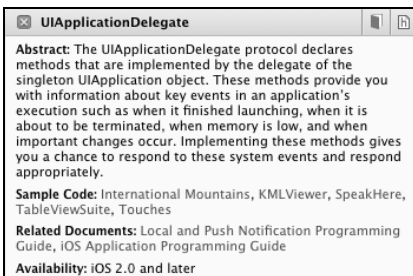 UIApplicationDelegate
Abstract: The UIApplicationDelegate protocol declares
methods that are implemented by the delegate of the
singleton UIApplication object. These methods provide you
with information about key events in an application's
execution such as when it finished launching, when it is
about to be terminated, when memory is low, and when
important changes occur. Implementing these methods gives
you a chance to respond to these system events and respond
appropriately.
Sample Code: International Mountains, KMLViewer, SpeakHere,
TableViewSuite, Touches
Related Documents: Local and Push Notification Programming
Guide, iOS Application Programming Guide
Availability: iOS 2.0 and later